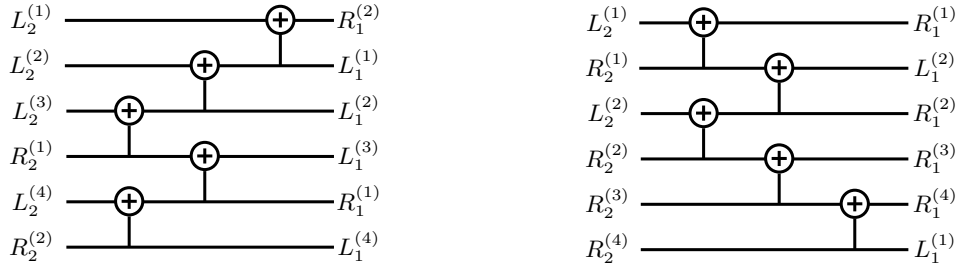 L_2^{(1)} R_1^{(2)} L_2^{(1)} R_1^{(1)}
L_2^{(2)} L_1^{(1)} R_2^{(1)} L_1^{(2)}
L_2^{(3)} L_1^{(2)} L_2^{(2)} R_1^{(2)}
R_2^{(1)} L_1^{(3)} R_2^{(2)} R_1^{(3)}
L_2^{(4)} R_1^{(1)} R_2^{(3)} R_1^{(4)}
R_2^{(2)} L_1^{(4)} R_2^{(4)} L_1^{(1)}